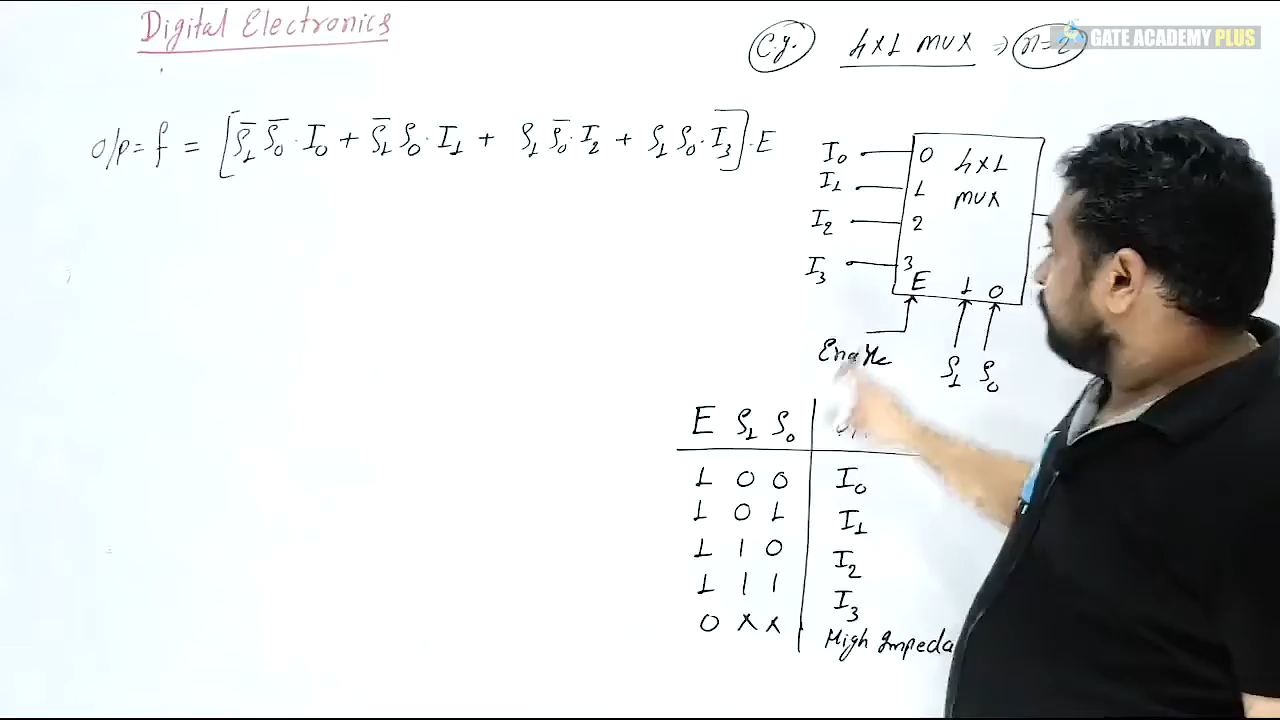 Digital Electronics
e.g. 4x1 MUX ⇒ n=2
GATE ACADEMY PLUS
o/p = f = [S̅₁ S̅₀ · I₀ + S̅₁ S₀ · I₁ + S₁ S̅₀ · I₂ + S₁ S₀ · I₃] · E
I₀ 0 4x1
I₁ 1 MUX
I₂ 2
I₃ 3
E 1 0
Enable
S₁ S₀
E S₁ S₀
1 0 0 I₀
1 0 1 I₁
1 1 0 I₂
1 1 1 I₃
0 x x High Impeda